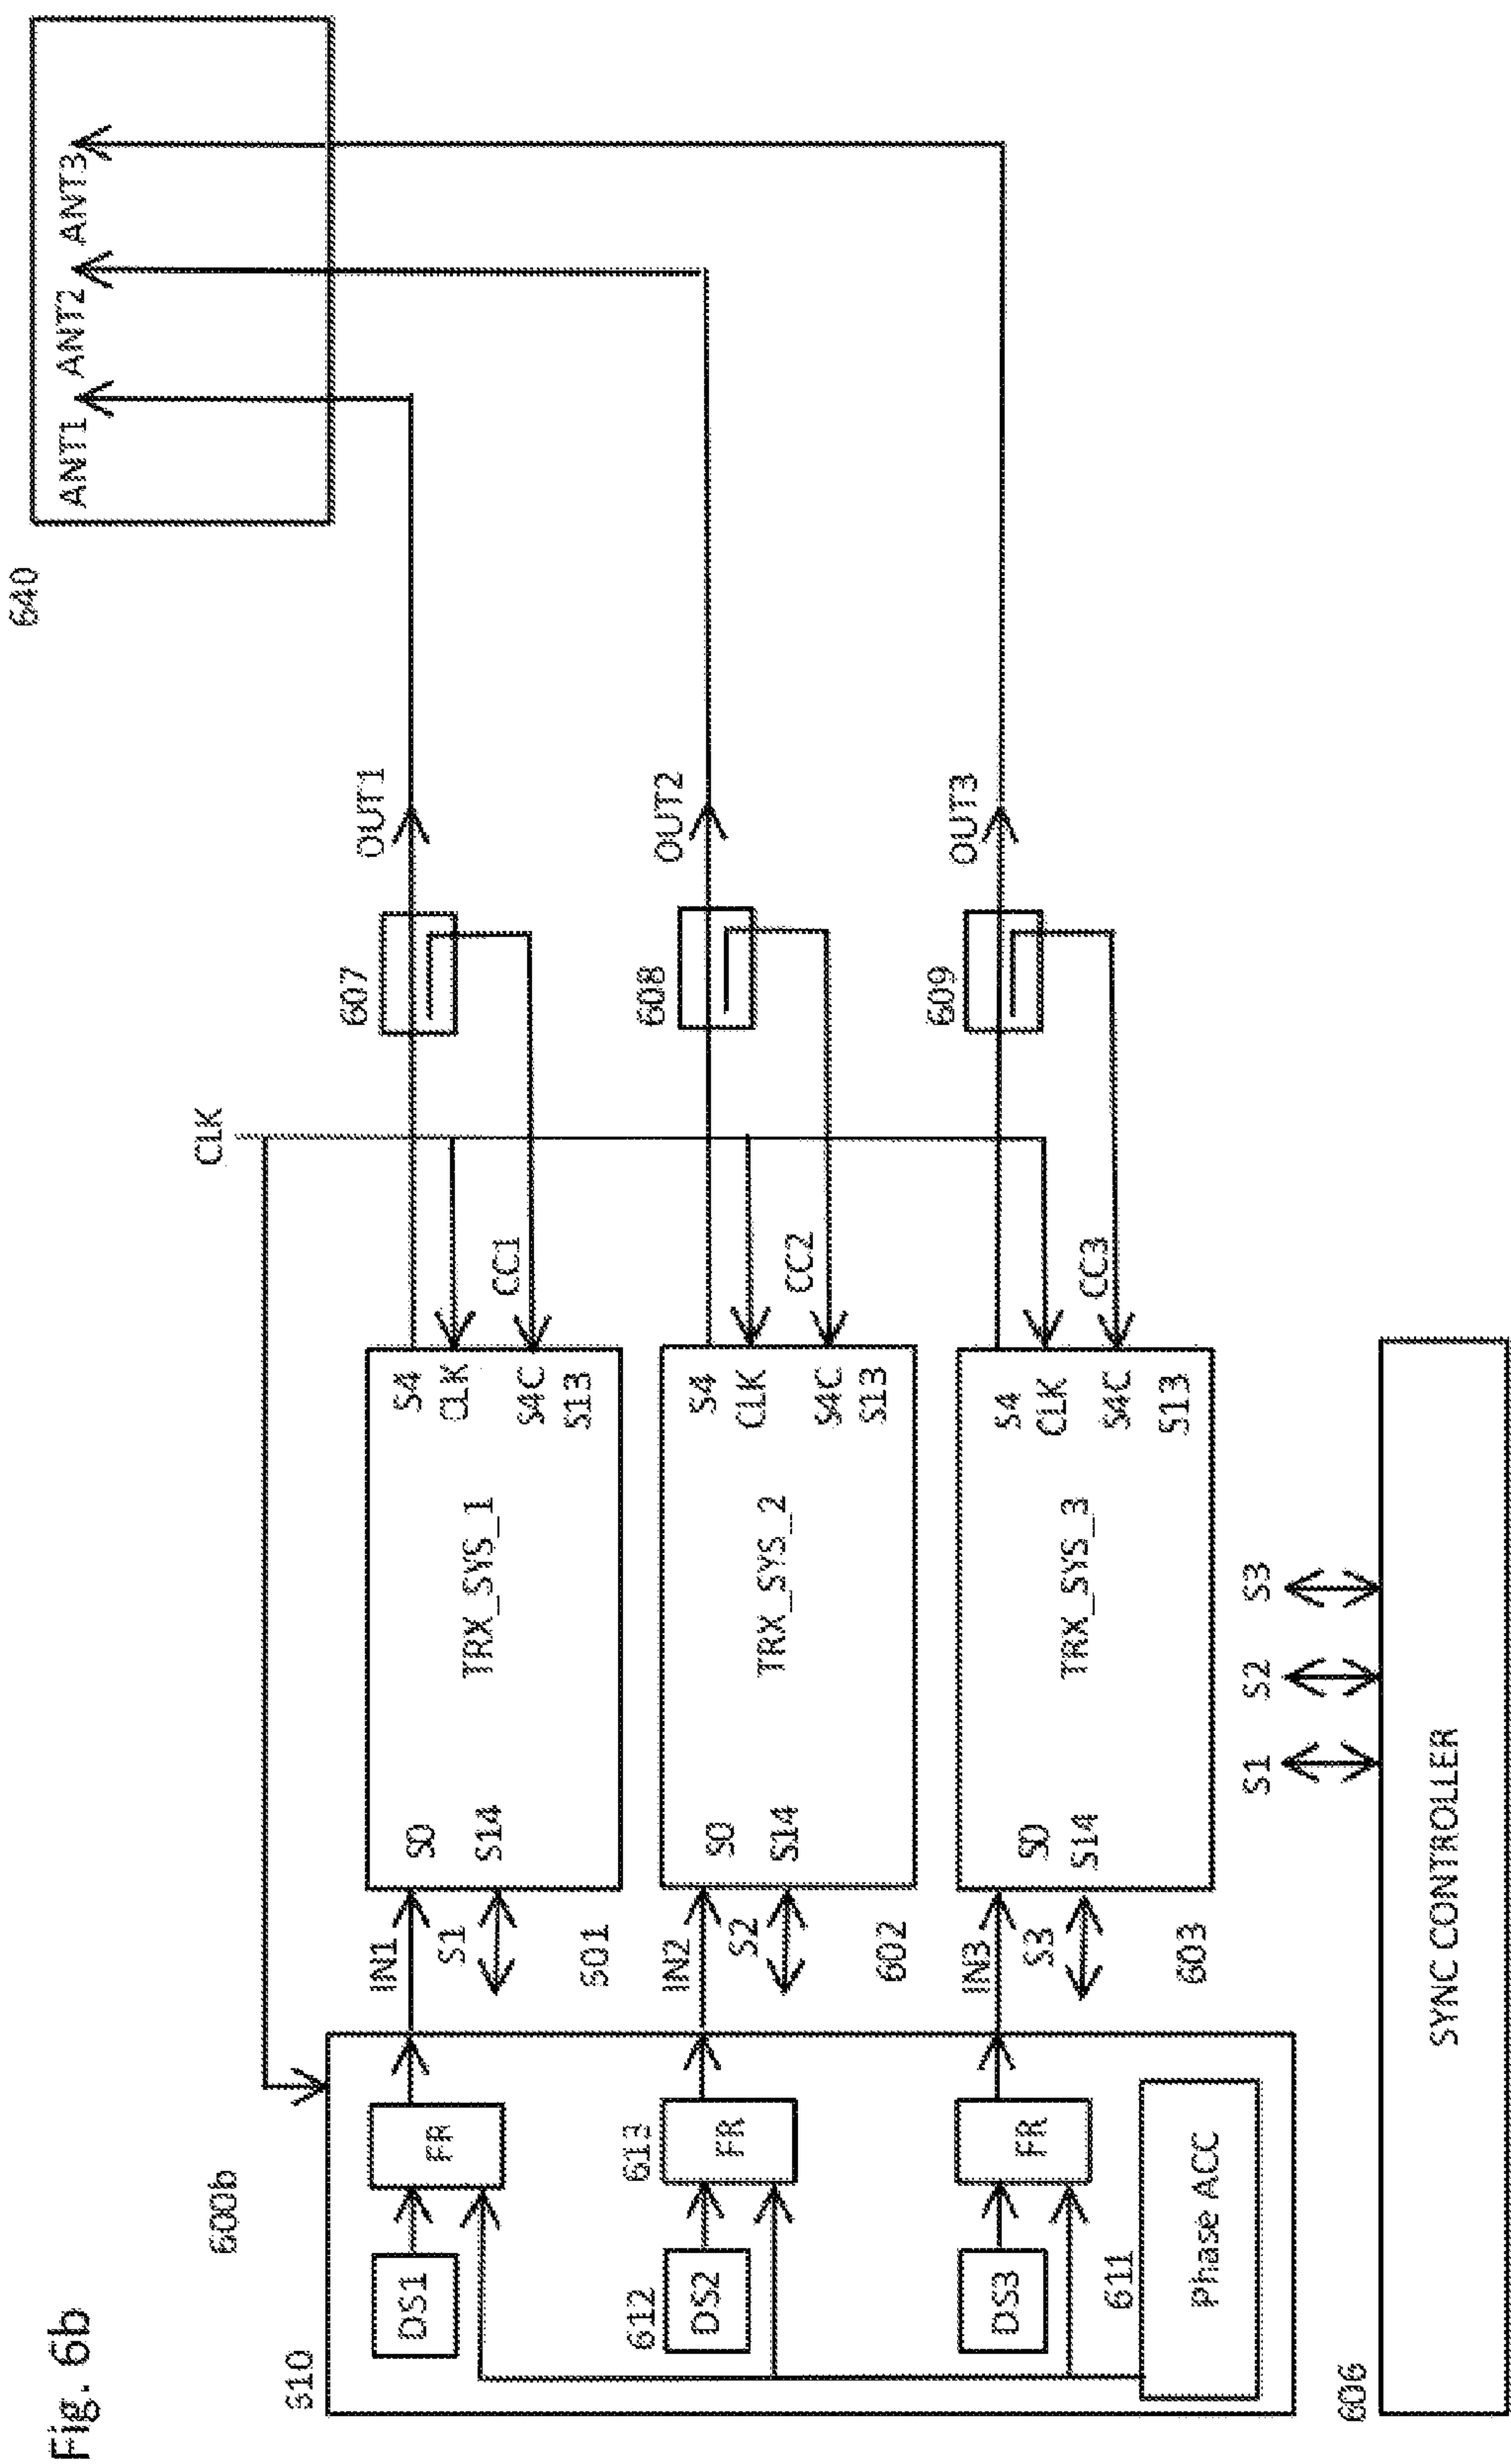 Fig. 6b
600b
610
DS1
FR
612
DS2
613
FR
DS3
FR
611
Phase ACC
IN1
S1
601
IN2
S2
602
IN3
S3
603
S0
S14
TRX_SYS_1
S4
CLK
S4C
S13
S0
S14
TRX_SYS_2
S4
CLK
S4C
S13
S0
S14
TRX_SYS_3
S4
CLK
S4C
S13
CC1
CC2
CC3
CLK
607
608
609
OUT1
OUT2
OUT3
640
ANT1
ANT2
ANT3
S1
S2
S3
606
SYNC CONTROLLER